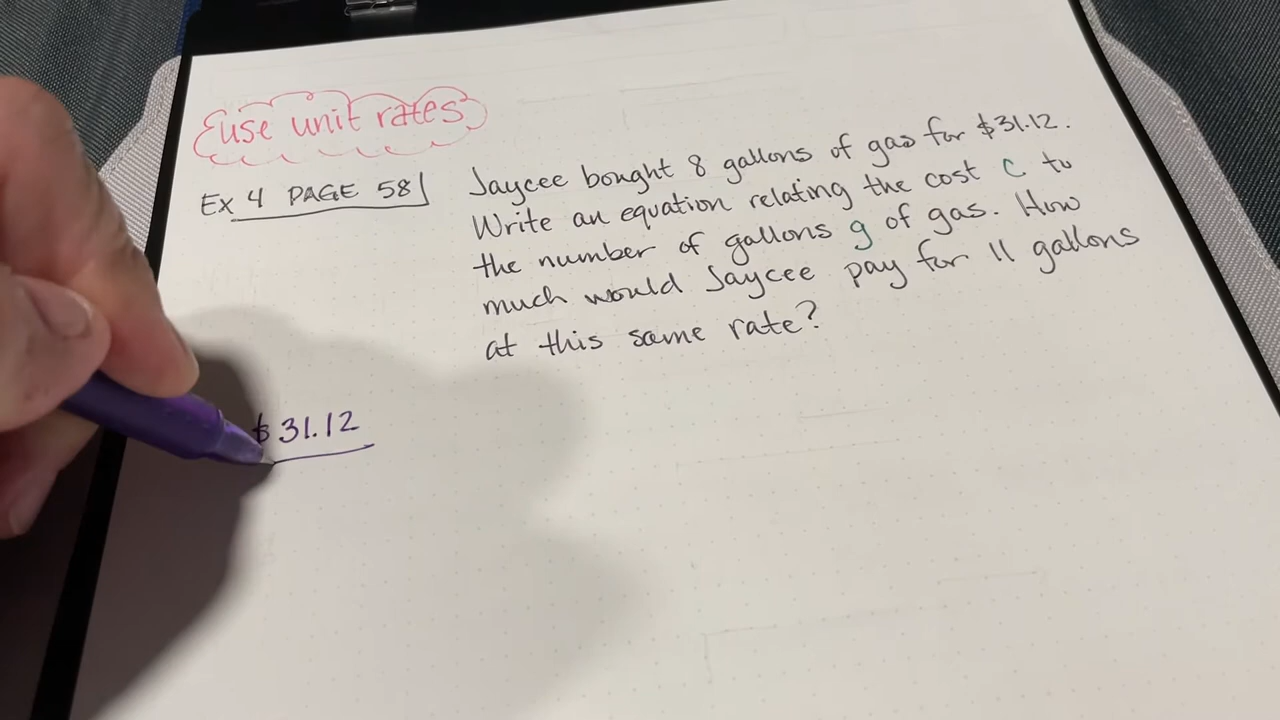 use unit rates
Ex 4 PAGE 58
Jaycee bought 8 gallons of gas for $31.12.
Write an equation relating the cost C to
the number of gallons g of gas. How
much would Jaycee pay for 11 gallons
at this same rate?
$31.12